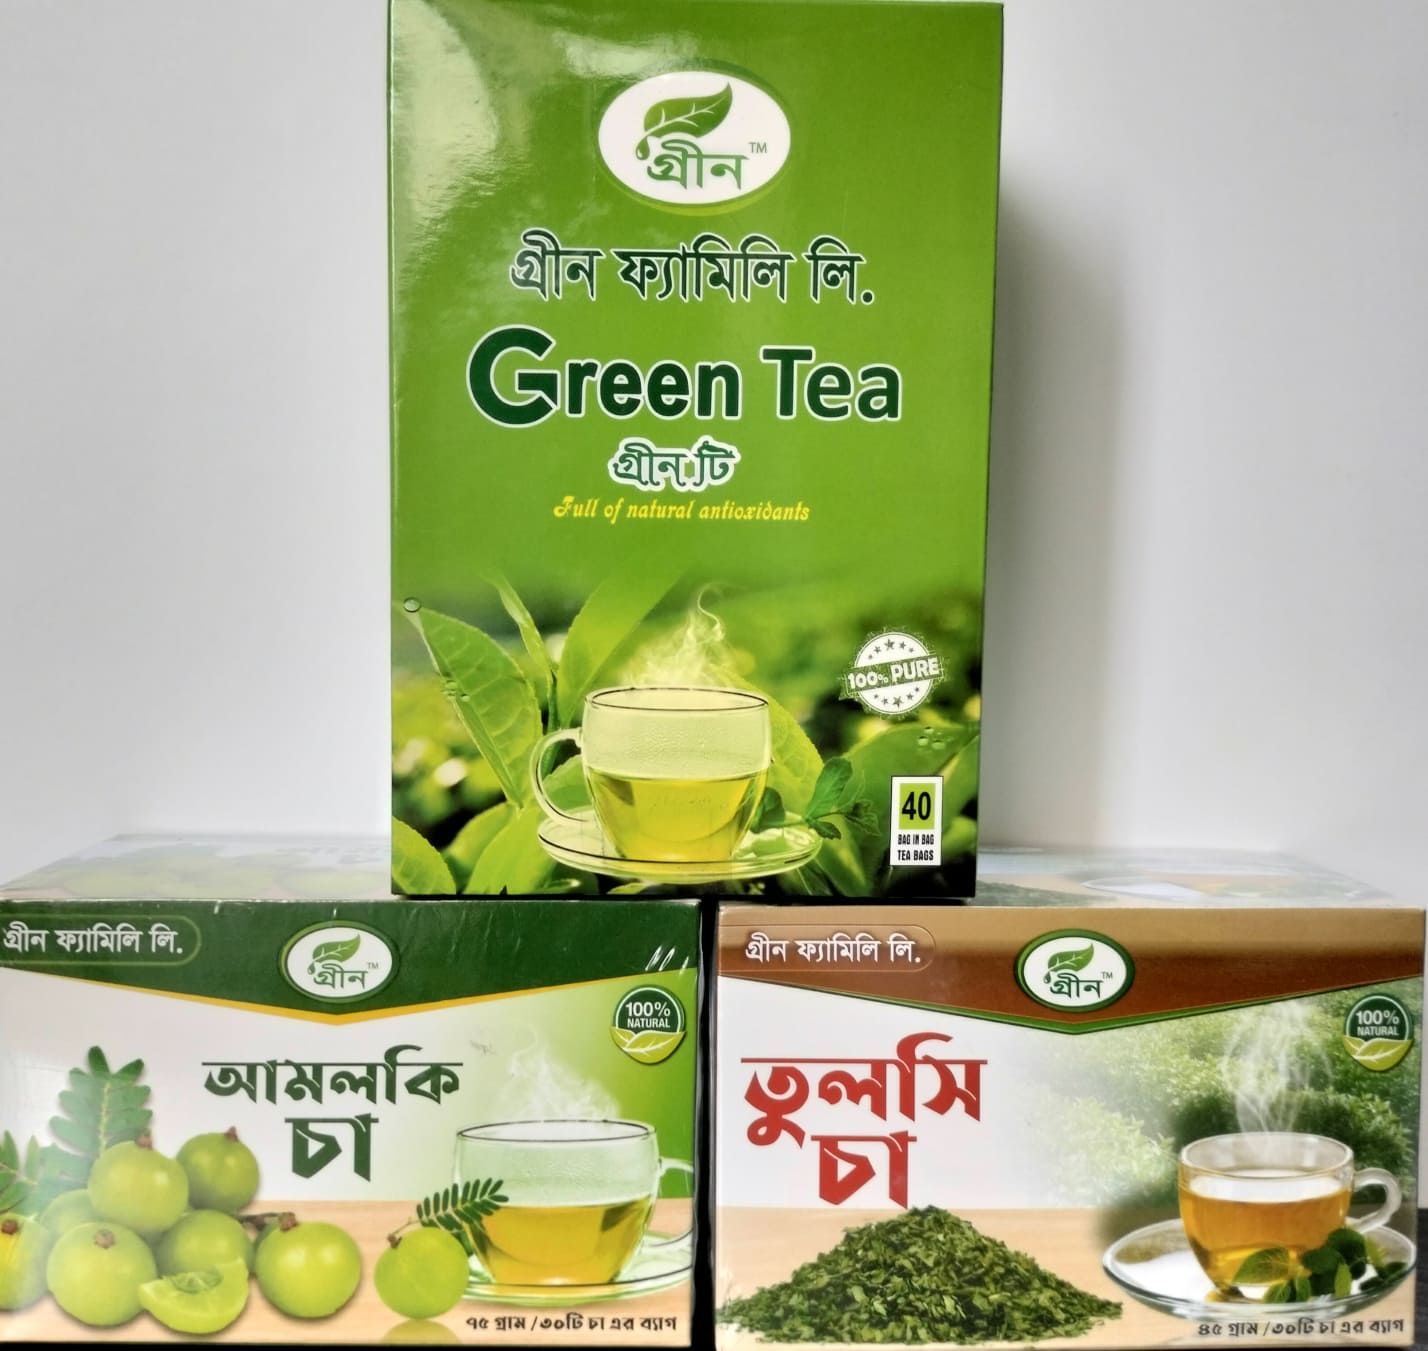 গ্রীন TM
গ্রীন ফ্যামিলি লি.
Green Tea
গ্রীন টি
Full of natural antioxidants
100% PURE
40
BAG IN BAG
TEA BAGS
গ্রীন ফ্যামিলি লি.
গ্রীন TM
100%
NATURAL
আমলকি
চা
৭৫ গ্রাম /৩০টি চা এর ব্যাগ
গ্রীন ফ্যামিলি লি.
গ্রীন TM
100%
NATURAL
তুলসি
চা
৪৫ গ্রাম /৩০টি চা এর ব্যাগ